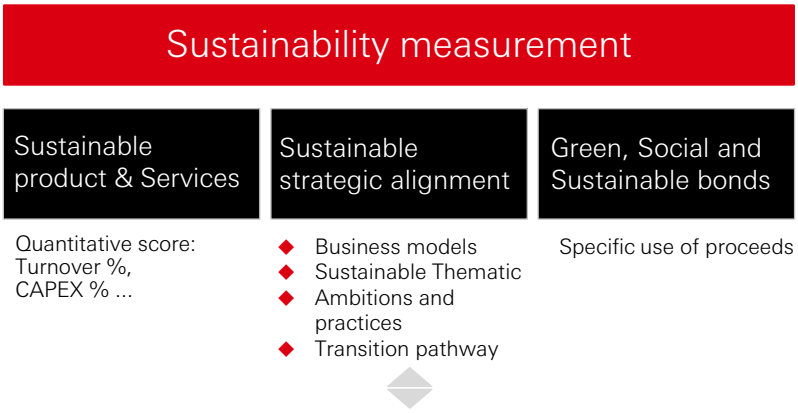 Sustainability measurement
Sustainable
product & Services
Sustainable
strategic alignment
Green, Social and
Sustainable bonds
Quantitative score:
Turnover %,
CAPEX % ...
Business models
Sustainable Thematic
Ambitions and
practices
Transition pathway
Specific use of proceeds